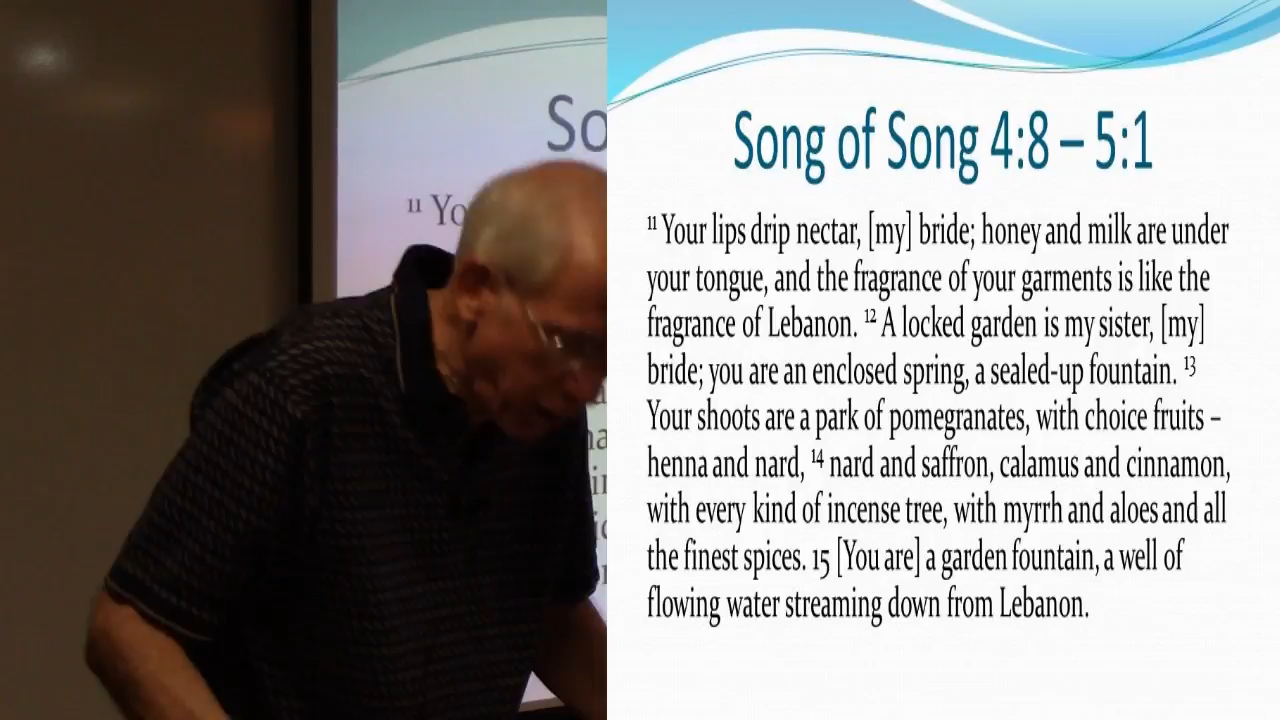 So
11 Yo
Song of Song 4:8 – 5:1
11 Your lips drip nectar, [my] bride; honey and milk are under
your tongue, and the fragrance of your garments is like the
fragrance of Lebanon. 12 A locked garden is my sister, [my]
bride; you are an enclosed spring, a sealed-up fountain. 13
Your shoots are a park of pomegranates, with choice fruits –
henna and nard, 14 nard and saffron, calamus and cinnamon,
with every kind of incense tree, with myrrh and aloes and all
the finest spices. 15 [You are] a garden fountain, a well of
flowing water streaming down from Lebanon.